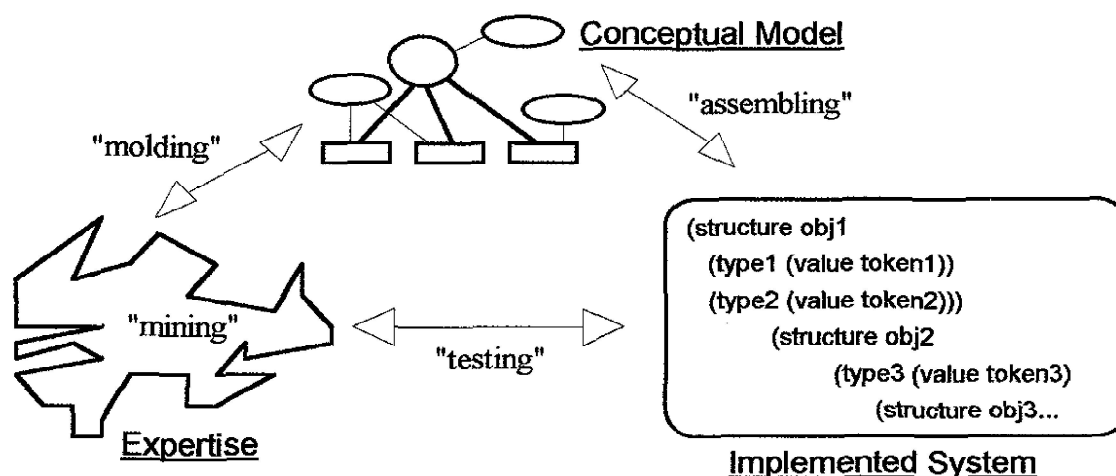 Conceptual Model
"assembling"
"molding"
(structure obj1
(type1 (value token1))
(type2 (value token2)))
(structure obj2
(type3 (value token3)
(structure obj3...
"mining"
"testing"
Expertise
Implemented System